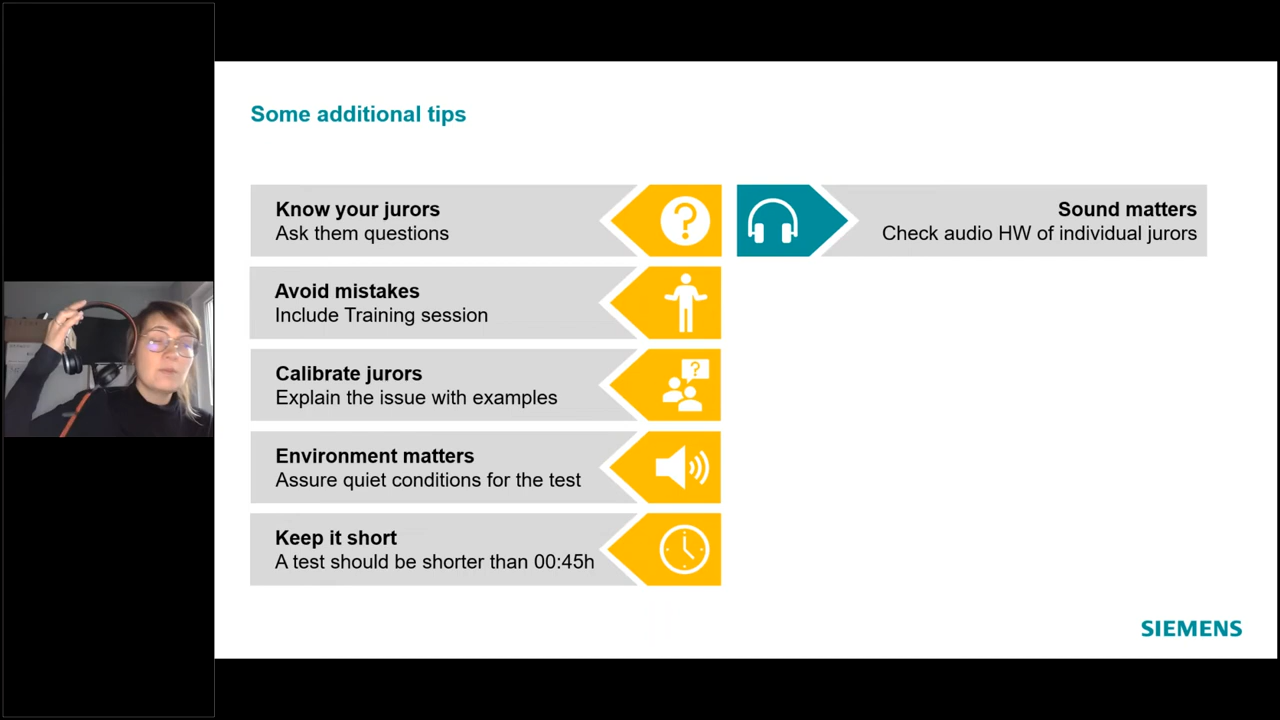 Some additional tips
Know your jurors
Ask them questions
Avoid mistakes
Include Training session
Calibrate jurors
Explain the issue with examples
Environment matters
Assure quiet conditions for the test
Keep it short
A test should be shorter than 00:45h
Sound matters
Check audio HW of individual jurors
SIEMENS